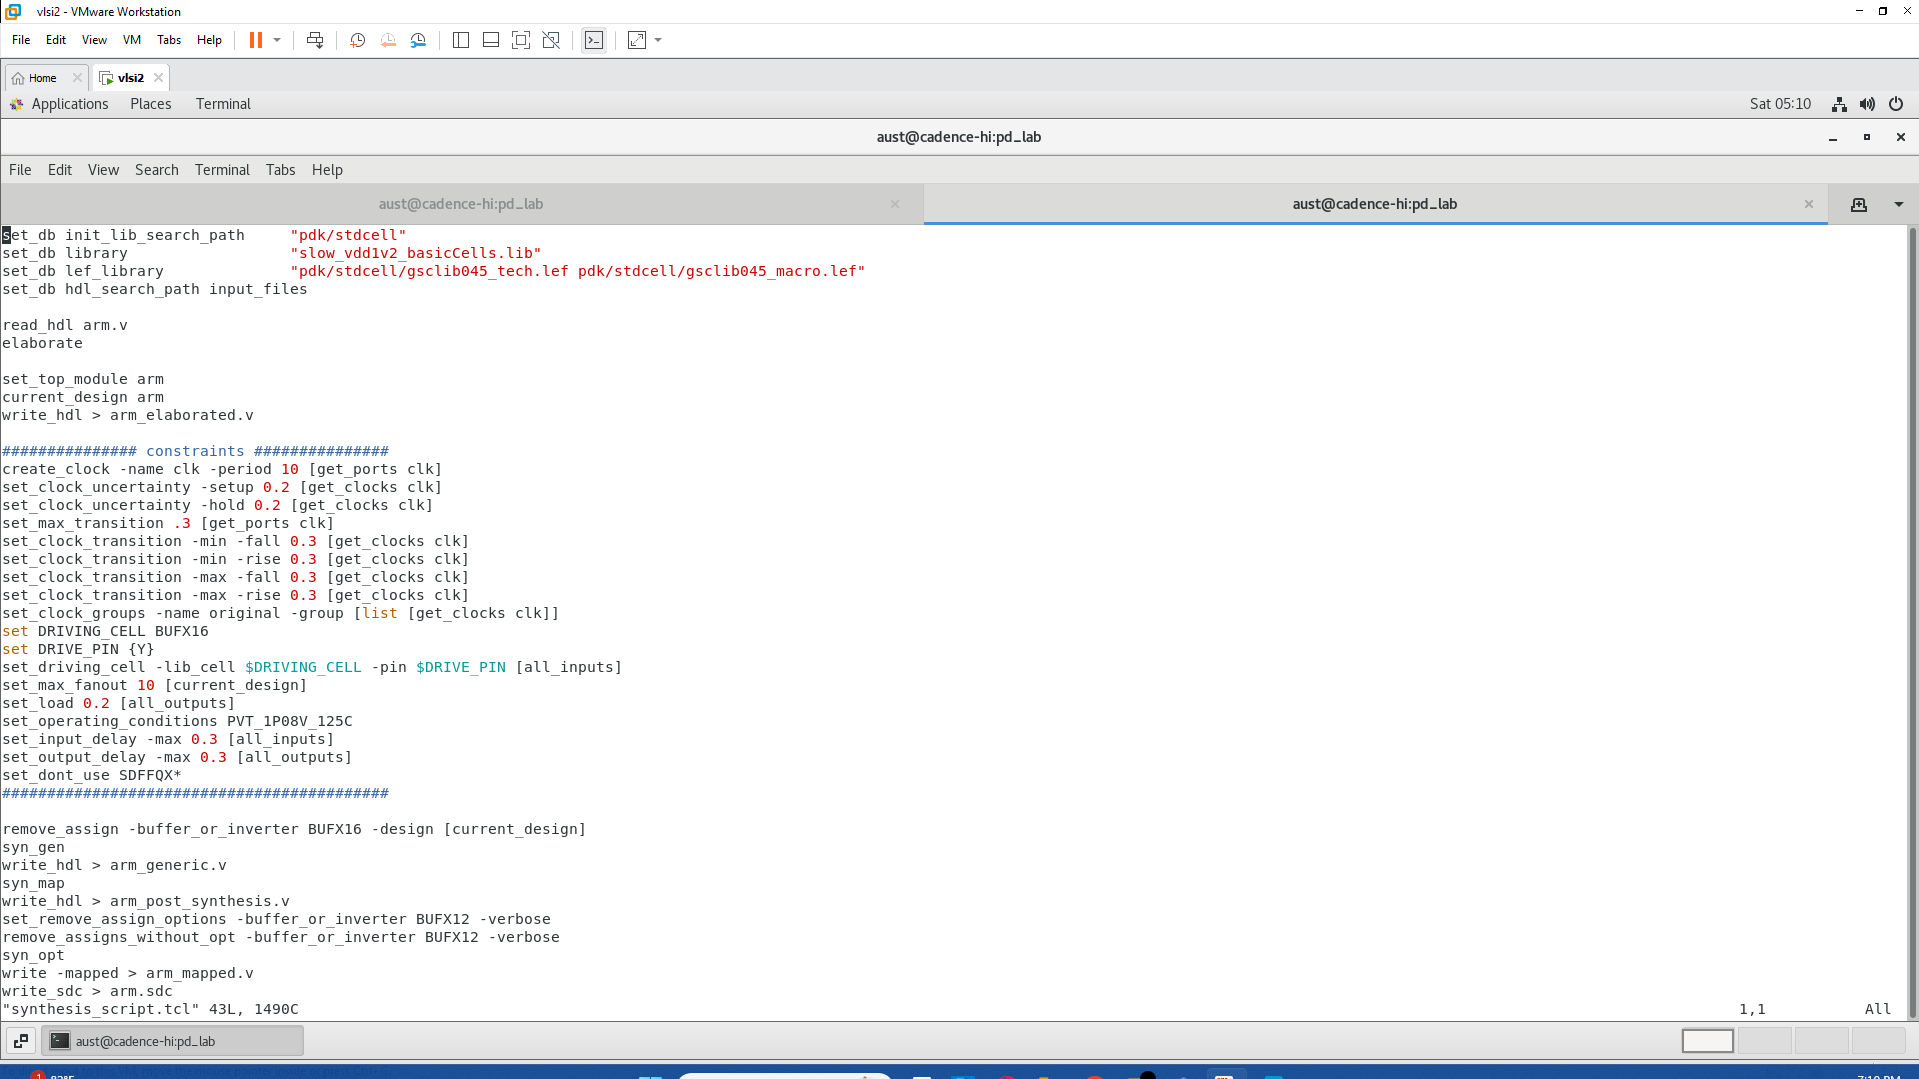 vlsi2 - VMware Workstation
File Edit View VM Tabs Help
Home vlsi2
Applications Places Terminal Sat 05:10
aust@cadence-hi:pd_lab
File Edit View Search Terminal Tabs Help
aust@cadence-hi:pd_lab aust@cadence-hi:pd_lab
set_db init_lib_search_path     "pdk/stdcell"
set_db library                  "slow_vdd1v2_basicCells.lib"
set_db lef_library              "pdk/stdcell/gsclib045_tech.lef pdk/stdcell/gsclib045_macro.lef"
set_db hdl_search_path input_files
read_hdl arm.v
elaborate
set_top_module arm
current_design arm
write_hdl > arm_elaborated.v
############### constraints ###############
create_clock -name clk -period 10 [get_ports clk]
set_clock_uncertainty -setup 0.2 [get_clocks clk]
set_clock_uncertainty -hold 0.2 [get_clocks clk]
set_max_transition .3 [get_ports clk]
set_clock_transition -min -fall 0.3 [get_clocks clk]
set_clock_transition -min -rise 0.3 [get_clocks clk]
set_clock_transition -max -fall 0.3 [get_clocks clk]
set_clock_transition -max -rise 0.3 [get_clocks clk]
set_clock_groups -name original -group [list [get_clocks clk]]
set DRIVING_CELL BUFX16
set DRIVE_PIN {Y}
set_driving_cell -lib_cell $DRIVING_CELL -pin $DRIVE_PIN [all_inputs]
set_max_fanout 10 [current_design]
set_load 0.2 [all_outputs]
set_operating_conditions PVT_1P08V_125C
set_input_delay -max 0.3 [all_inputs]
set_output_delay -max 0.3 [all_outputs]
set_dont_use SDFFQX*
###########################################
remove_assign -buffer_or_inverter BUFX16 -design [current_design]
syn_gen
write_hdl > arm_generic.v
syn_map
write_hdl > arm_post_synthesis.v
set_remove_assign_options -buffer_or_inverter BUFX12 -verbose
remove_assigns_without_opt -buffer_or_inverter BUFX12 -verbose
syn_opt
write -mapped > arm_mapped.v
write_sdc > arm.sdc
"synthesis_script.tcl" 43L, 1490C 1,1 All
aust@cadence-hi:pd_lab